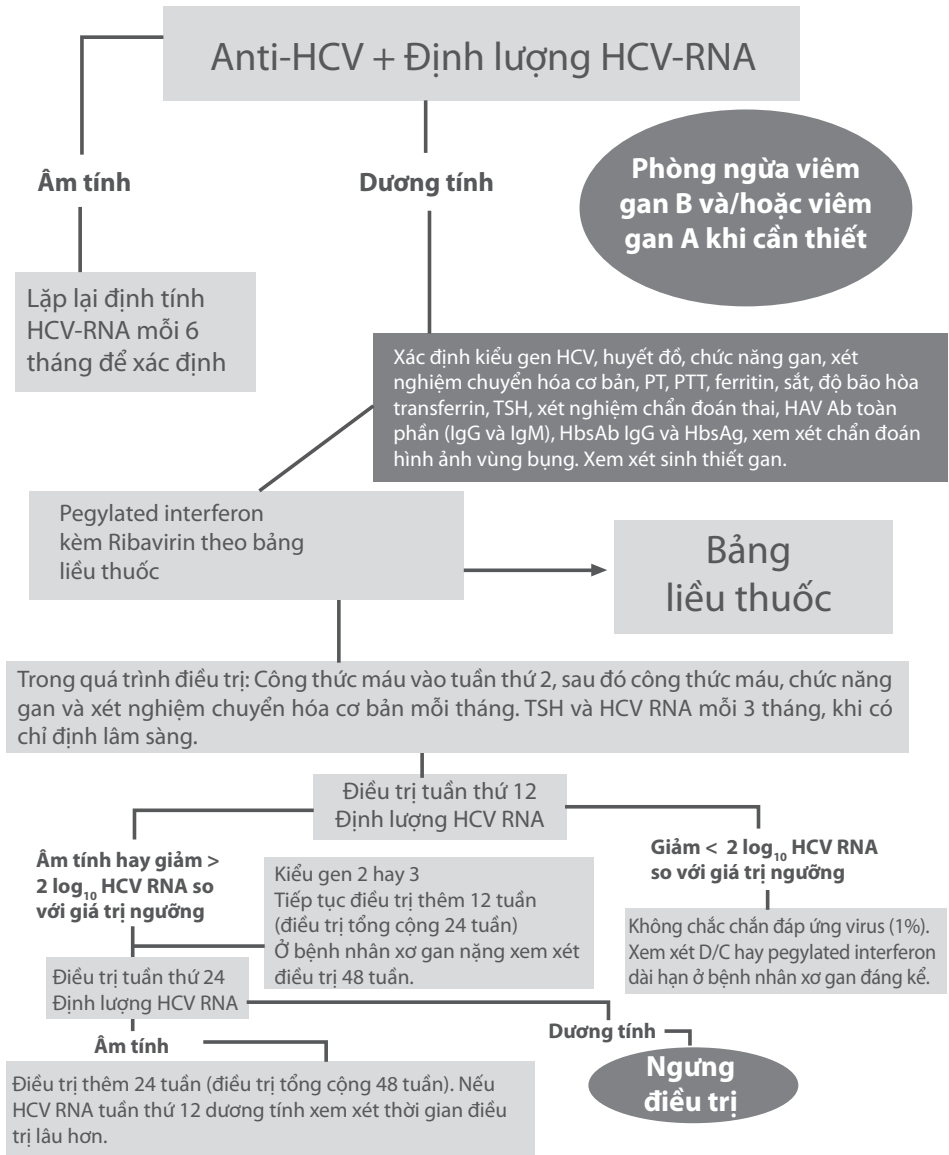 Anti-HCV + Định lượng HCV-RNA
Âm tính
Dương tính
Phòng ngừa viêm
gan B và/hoặc viêm
gan A khi cần thiết
Lặp lại định tính
HCV-RNA mỗi 6
tháng để xác định
Xác định kiểu gen HCV, huyết đồ, chức năng gan, xét
nghiệm chuyển hóa cơ bản, PT, PTT, ferritin, sắt, độ bão hòa
transferrin, TSH, xét nghiệm chẩn đoán thai, HAV Ab toàn
phần (IgG và IgM), HbsAb IgG và HbsAg, xem xét chẩn đoán
hình ảnh vùng bụng. Xem xét sinh thiết gan.
Pegylated interferon
kèm Ribavirin theo bảng
liều thuốc
Bảng
liều thuốc
Trong quá trình điều trị: Công thức máu vào tuần thứ 2, sau đó công thức máu, chức năng
gan và xét nghiệm chuyển hóa cơ bản mỗi tháng. TSH và HCV RNA mỗi 3 tháng, khi có
chỉ định lâm sàng.
Điều trị tuần thứ 12
Định lượng HCV RNA
Âm tính hay giảm >
2 log₁₀ HCV RNA so
với giá trị ngưỡng
Kiểu gen 2 hay 3
Tiếp tục điều trị thêm 12 tuần
(điều trị tổng cộng 24 tuần)
Ở bệnh nhân xơ gan nặng xem xét
điều trị 48 tuần.
Giảm < 2 log₁₀ HCV RNA
so với giá trị ngưỡng
Không chắc chắn đáp ứng virus (1%).
Xem xét D/C hay pegylated interferon
dài hạn ở bệnh nhân xơ gan đáng kể.
Điều trị tuần thứ 24
Định lượng HCV RNA
Âm tính
Dương tính
Điều trị thêm 24 tuần (điều trị tổng cộng 48 tuần). Nếu
HCV RNA tuần thứ 12 dương tính xem xét thời gian điều
trị lâu hơn.
Ngưng
điều trị